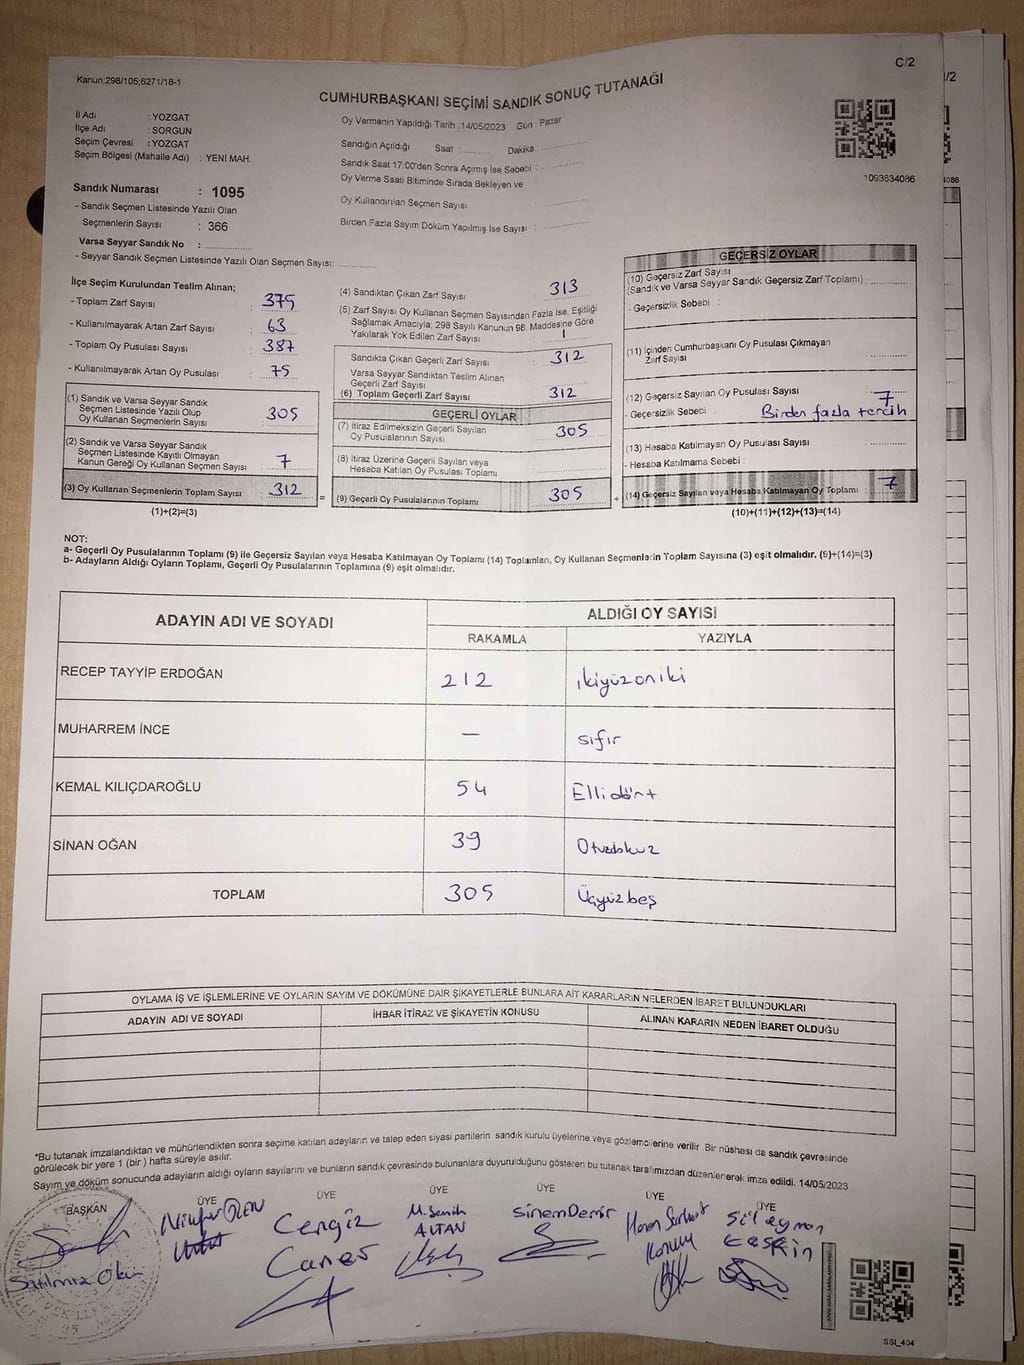 Kanun:298/105,6271/18-1
C/2
CUMHURBAŞKANI SEÇİMİ SANDIK SONUÇ TUTANAĞI
İl Adı : YOZGAT
İlçe Adı : SORGUN
Seçim Çevresi : YOZGAT
Seçim Bölgesi (Mahalle Adı) : YENİ MAH.
Oy Vermenin Yapıldığı Tarih :14/05/2023 Gün : Pazar
Sandığın Açıldığı Saat :.......... Dakika :..........
Sandık Saat 17:00'den Sonra Açılmış İse Sebebi :..........
Oy Verme Saati Bitiminde Sırada Bekleyen ve
Oy Kullandırılan Seçmen Sayısı :..........
Birden Fazla Sayım Döküm Yapılmış İse Sayısı :..........
1093634086
Sandık Numarası : 1095
- Sandık Seçmen Listesinde Yazılı Olan
Seçmenlerin Sayısı : 366
Varsa Seyyar Sandık No :..........
- Seyyar Sandık Seçmen Listesinde Yazılı Olan Seçmen Sayısı:..........
İlçe Seçim Kurulundan Teslim Alınan;
- Toplam Zarf Sayısı : 375
- Kullanılmayarak Artan Zarf Sayısı : 63
- Toplam Oy Pusulası Sayısı : 387
- Kullanılmayarak Artan Oy Pusulası : 75
(1) Sandık ve Varsa Seyyar Sandık
Seçmen Listesinde Yazılı Olup
Oy Kullanan Seçmenlerin Sayısı : 305
(2) Sandık ve Varsa Seyyar Sandık
Seçmen Listesinde Kayıtlı Olmayan
Kanun Gereği Oy Kullanan Seçmen Sayısı : 7
(3) Oy Kullanan Seçmenlerin Toplam Sayısı : 312
(1)+(2)=(3)
(4) Sandıktan Çıkan Zarf Sayısı : 313
(5) Zarf Sayısı Oy Kullanan Seçmen Sayısından Fazla İse, Eşitliği
Sağlamak Amacıyla; 298 Sayılı Kanunun 98. Maddesine Göre
Yakılarak Yok Edilen Zarf Sayısı : 1
Sandıkta Çıkan Geçerli Zarf Sayısı : 312
Varsa Seyyar Sandıktan Teslim Alınan
Geçerli Zarf Sayısı
(6) Toplam Geçerli Zarf Sayısı : 312
GEÇERLİ OYLAR
(7) İtiraz Edilmeksizin Geçerli Sayılan
Oy Pusulalarının Sayısı : 305
(8) İtiraz Üzerine Geçerli Sayılan veya
Hesaba Katılan Oy Pusulası Toplamı :..........
= (9) Geçerli Oy Pusulalarının Toplamı : 305
GEÇERSİZ OYLAR
(10) Geçersiz Zarf Sayısı
(Sandık ve Varsa Seyyar Sandık Geçersiz Zarf Toplamı) :..........
- Geçersizlik Sebebi :
(11) İçinden Cumhurbaşkanı Oy Pusulası Çıkmayan
Zarf Sayısı :..........
(12) Geçersiz Sayılan Oy Pusulası Sayısı : 7
- Geçersizlik Sebebi : Birden fazla tercih
(13) Hesaba Katılmayan Oy Pusulası Sayısı :..........
- Hesaba Katılmama Sebebi :
+ (14) Geçersiz Sayılan veya Hesaba Katılmayan Oy Toplamı : 7
(10)+(11)+(12)+(13)=(14)
NOT:
a- Geçerli Oy Pusulalarının Toplamı (9) ile Geçersiz Sayılan veya Hesaba Katılmayan Oy Toplamı (14) Toplamları, Oy Kullanan Seçmenlerin Toplam Sayısına (3) eşit olmalıdır. (9)+(14)=(3)
b- Adayların Aldığı Oyların Toplamı, Geçerli Oy Pusulalarının Toplamına (9) eşit olmalıdır.
ADAYIN ADI VE SOYADI
ALDIĞI OY SAYISI
RAKAMLA YAZIYLA
RECEP TAYYİP ERDOĞAN 212 ikiyüzoniki
MUHARREM İNCE — sıfır
KEMAL KILIÇDAROĞLU 54 Ellidört
SİNAN OĞAN 39 Otuzdokuz
TOPLAM 305 Üçyüzbeş
OYLAMA İŞ VE İŞLEMLERİNE VE OYLARIN SAYIM VE DÖKÜMÜNE DAİR ŞİKAYETLERLE BUNLARA AİT KARARLARIN NELERDEN İBARET BULUNDUKLARI
ADAYIN ADI VE SOYADI İHBAR İTİRAZ VE ŞİKAYETİN KONUSU ALINAN KARARIN NEDEN İBARET OLDUĞU
*Bu tutanak imzalandıktan ve mühürlendikten sonra seçime katılan adayların ve talep eden siyasi partilerin sandık kurulu üyelerine veya gözlemcilerine verilir. Bir nüshası da sandık çevresinde
görülecek bir yere 1 (bir) hafta süreyle asılır.
Sayım ve döküm sonucunda adayların aldığı oyların sayılarını ve bunların sandık çevresinde bulunanlara duyurulduğunu gösteren bu tutanak tarafımızdan düzenlenerek imza edildi. 14/05/2023
BAŞKAN ÜYE ÜYE ÜYE ÜYE ÜYE ÜYE
Cengiz
Caner
M. Semih
ALTAN
Sinem Demir
Süleyman
Keskin
SSI_404